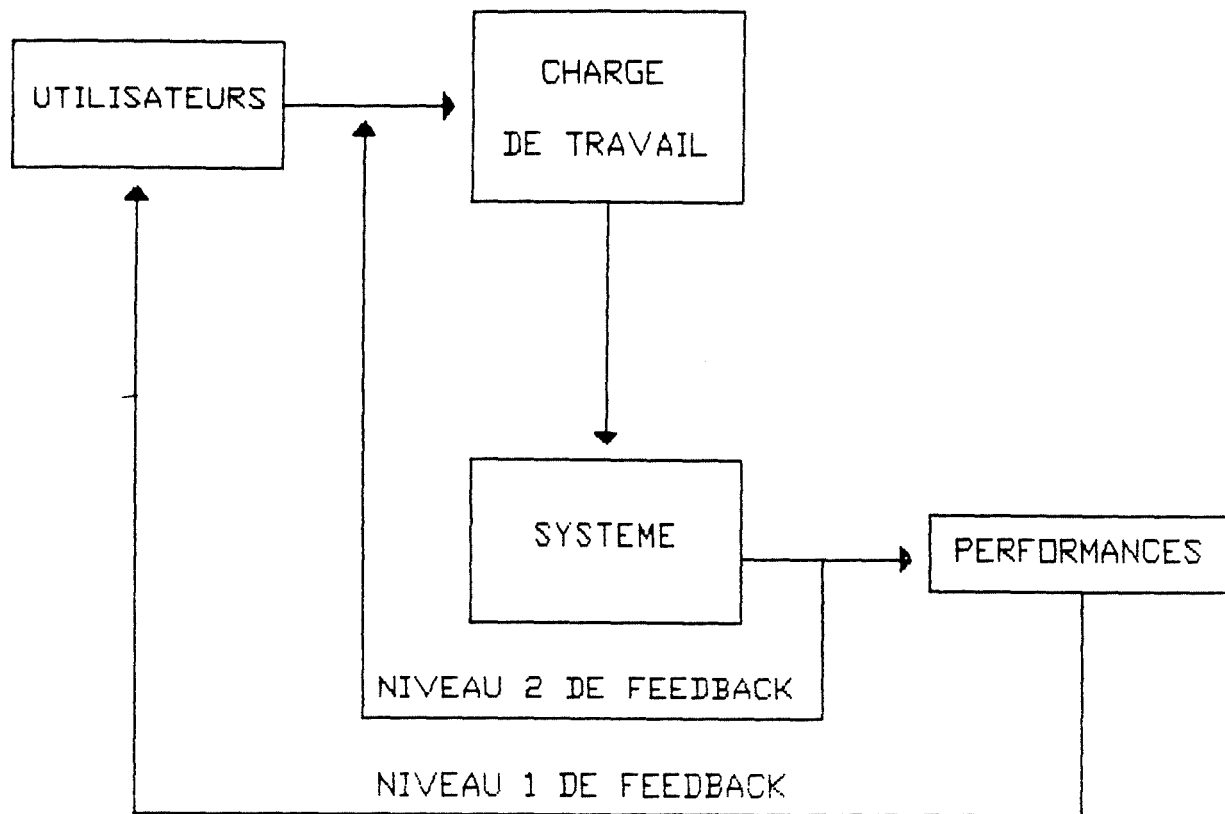 UTILISATEURS
CHARGE
DE TRAVAIL
SYSTEME
PERFORMANCES
NIVEAU 2 DE FEEDBACK
NIVEAU 1 DE FEEDBACK